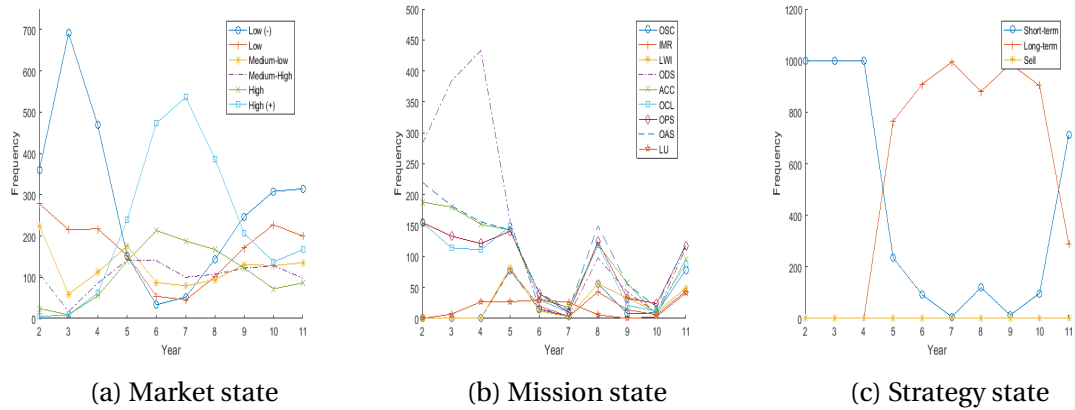 700
600
500
400
300
200
100
0
Frequency
2 3 4 5 6 7 8 9 10 11
Year
Low (-)
Low
Medium-low
Medium-High
High
High (+)
(a) Market state
500
450
400
350
300
250
200
150
100
50
0
Frequency
2 3 4 5 6 7 8 9 10 11
Year
OSC
IMR
LWI
ODS
ACC
OCL
OPS
OAS
LU
(b) Mission state
1200
1000
800
600
400
200
0
Frequency
2 3 4 5 6 7 8 9 10 11
Year
Short-term
Long-term
Sell
(c) Strategy state